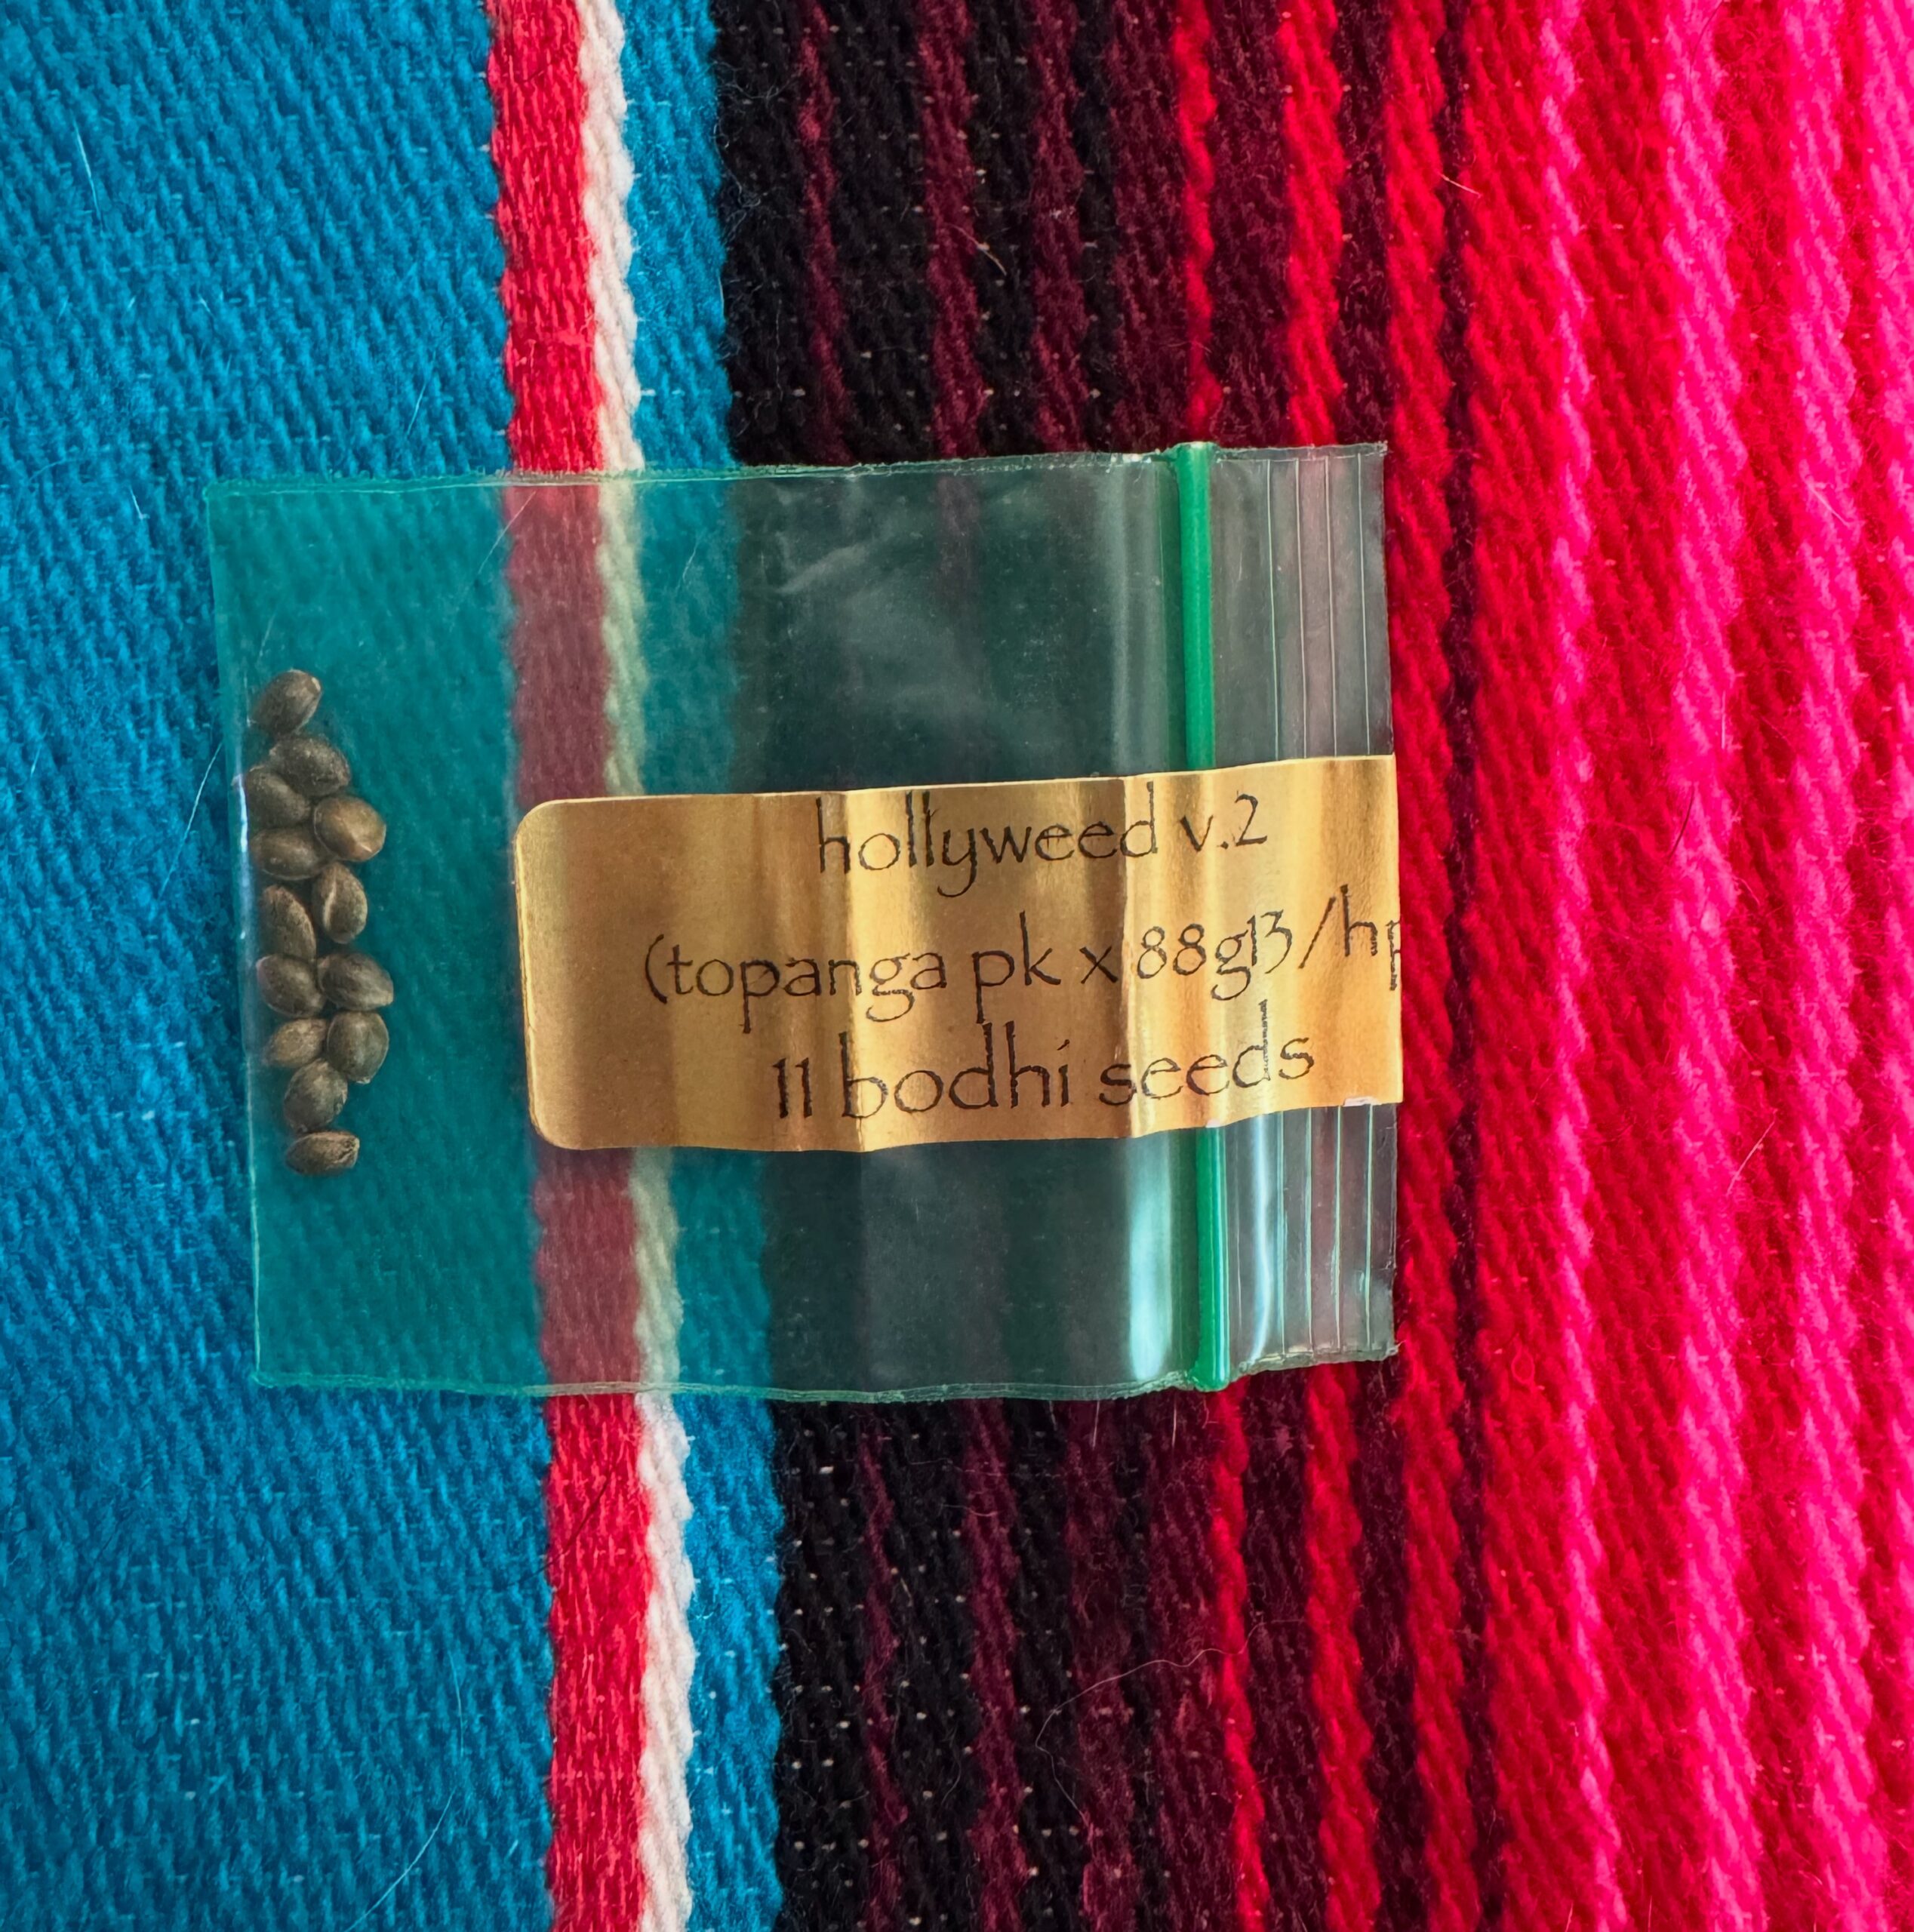 hollyweed v.2
(topanga pk x 88g13/hp
11 bodhi seeds